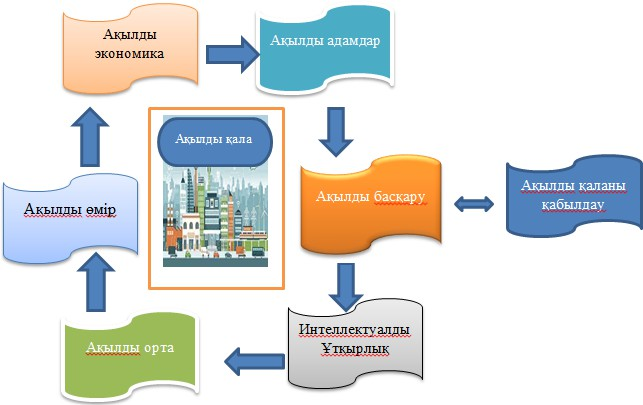 Ақылды
экономика
Ақылды адамдар
Ақылды қала
Ақылды өмір
Ақылды басқару
Ақылды қаланы
қабылдау
Интеллектуалды
Ұтқырлық
Ақылды орта